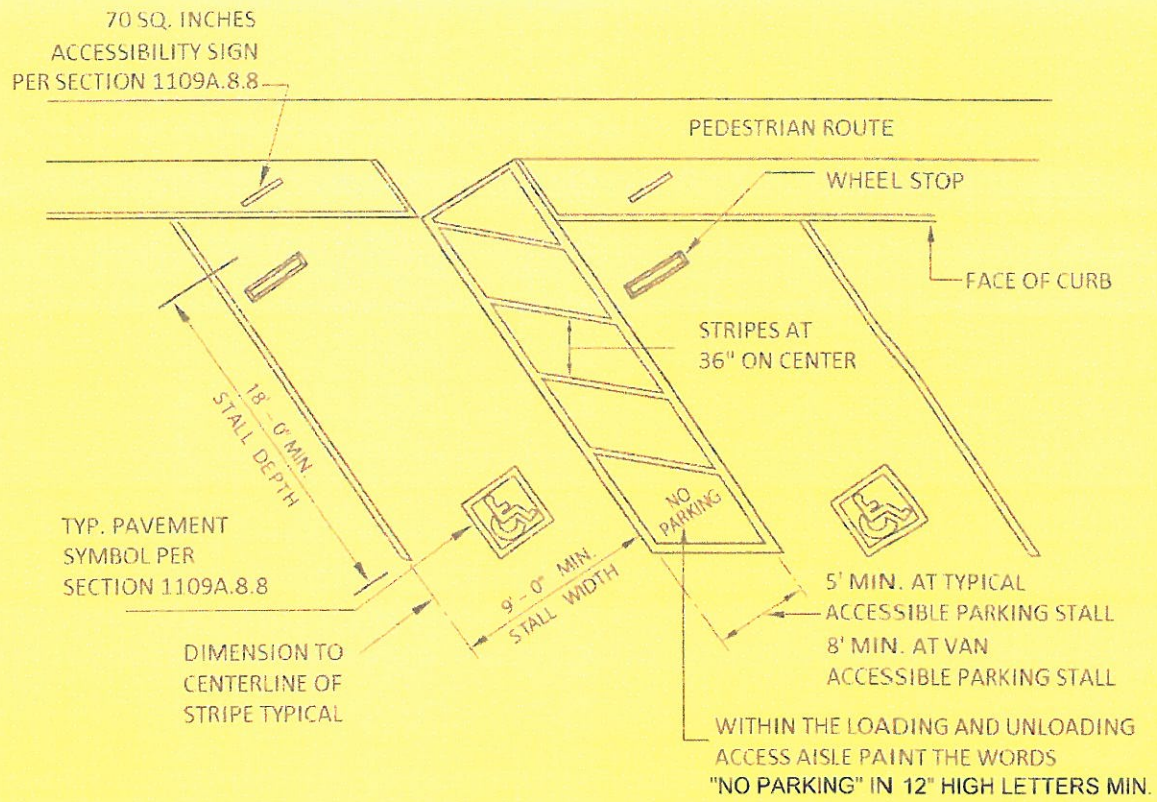 70 SQ. INCHES
ACCESSIBILITY SIGN
PER SECTION 1109A.8.8
PEDESTRIAN ROUTE
WHEEL STOP
FACE OF CURB
STRIPES AT
36" ON CENTER
18' - 0" MIN.
STALL DEPTH
TYP. PAVEMENT
SYMBOL PER
SECTION 1109A.8.8
NO
PARKING
9' - 0" MIN.
STALL WIDTH
5' MIN. AT TYPICAL
ACCESSIBLE PARKING STALL
8' MIN. AT VAN
ACCESSIBLE PARKING STALL
DIMENSION TO
CENTERLINE OF
STRIPE TYPICAL
WITHIN THE LOADING AND UNLOADING
ACCESS AISLE PAINT THE WORDS
"NO PARKING" IN 12" HIGH LETTERS MIN.